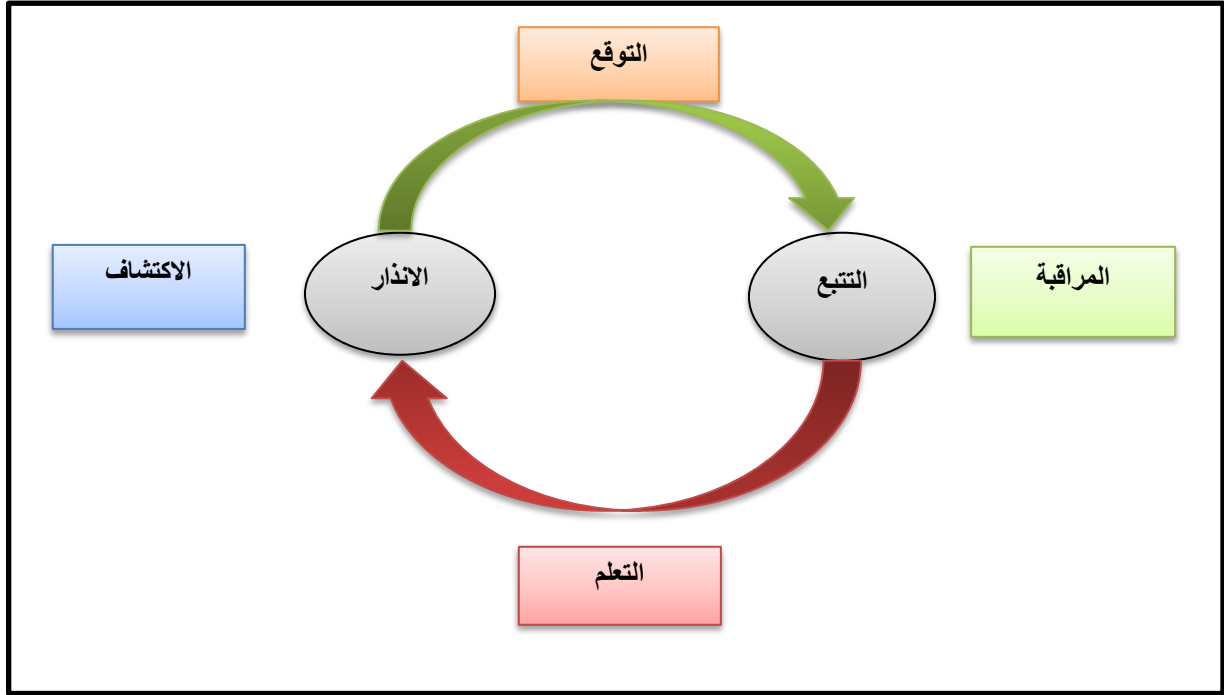 التوقع
المراقبة
التتبع
الانذار
الاكتشاف
التعلم